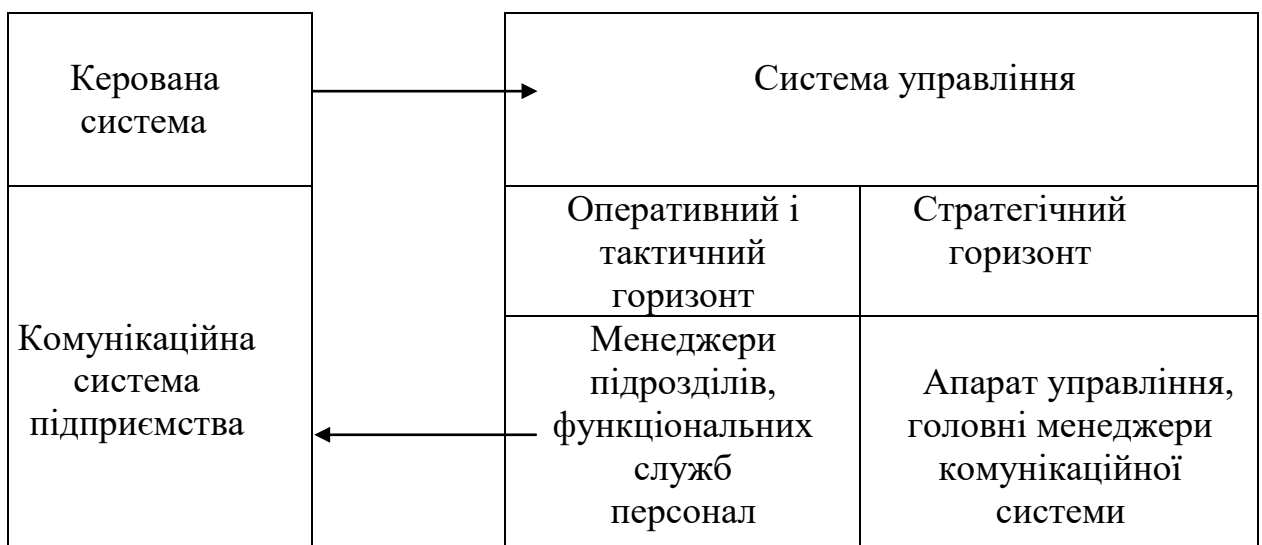 Керована
система
Система управління
Комунікаційна
система
підприємства
Оперативний і
тактичний
горизонт
Стратегічний
горизонт
Менеджери
підрозділів,
функціональних
служб
персонал
Апарат управління,
головні менеджери
комунікаційної
системи